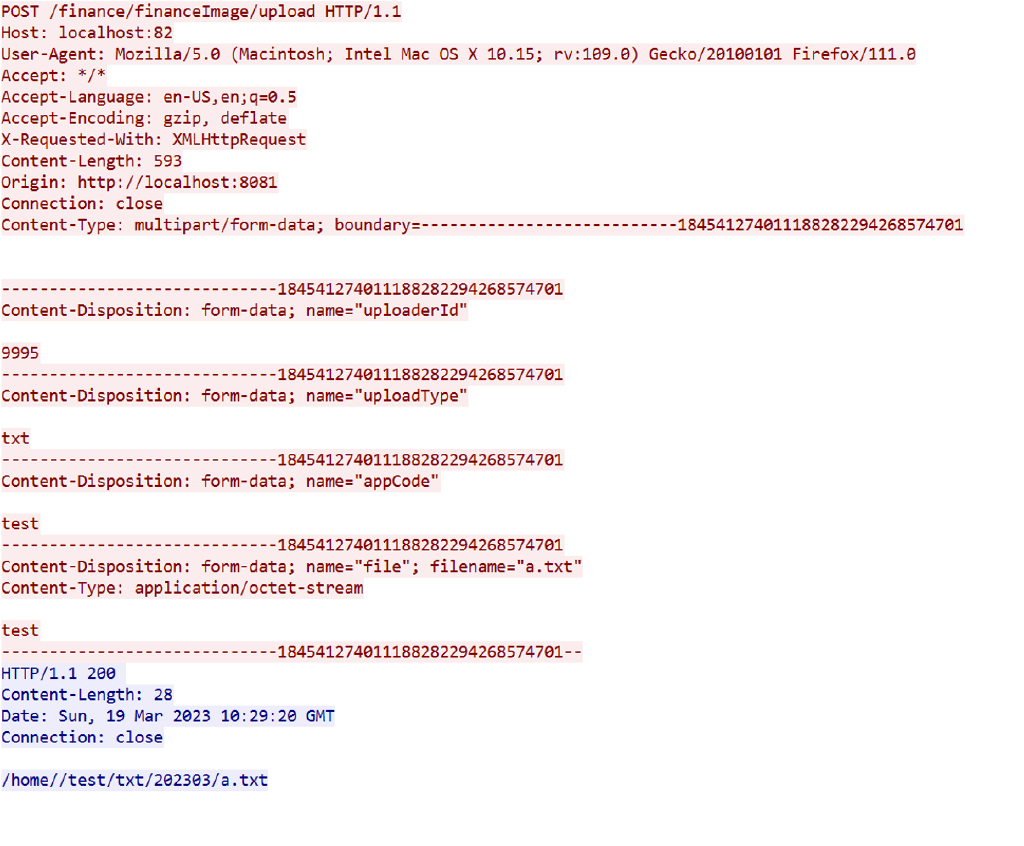 POST /finance/financeImage/upload HTTP/1.1
Host: localhost:82
User-Agent: Mozilla/5.0 (Macintosh; Intel Mac OS X 10.15; rv:109.0) Gecko/20100101 Firefox/111.0
Accept: */*
Accept-Language: en-US,en;q=0.5
Accept-Encoding: gzip, deflate
X-Requested-With: XMLHttpRequest
Content-Length: 593
Origin: http://localhost:8081
Connection: close
Content-Type: multipart/form-data; boundary=---------------------------184541274011188282294268574701
-----------------------------184541274011188282294268574701
Content-Disposition: form-data; name="uploaderId"
9995
-----------------------------184541274011188282294268574701
Content-Disposition: form-data; name="uploadType"
txt
-----------------------------184541274011188282294268574701
Content-Disposition: form-data; name="appCode"
test
-----------------------------184541274011188282294268574701
Content-Disposition: form-data; name="file"; filename="a.txt"
Content-Type: application/octet-stream
test
-----------------------------184541274011188282294268574701--
HTTP/1.1 200
Content-Length: 28
Date: Sun, 19 Mar 2023 10:29:20 GMT
Connection: close
/home//test/txt/202303/a.txt